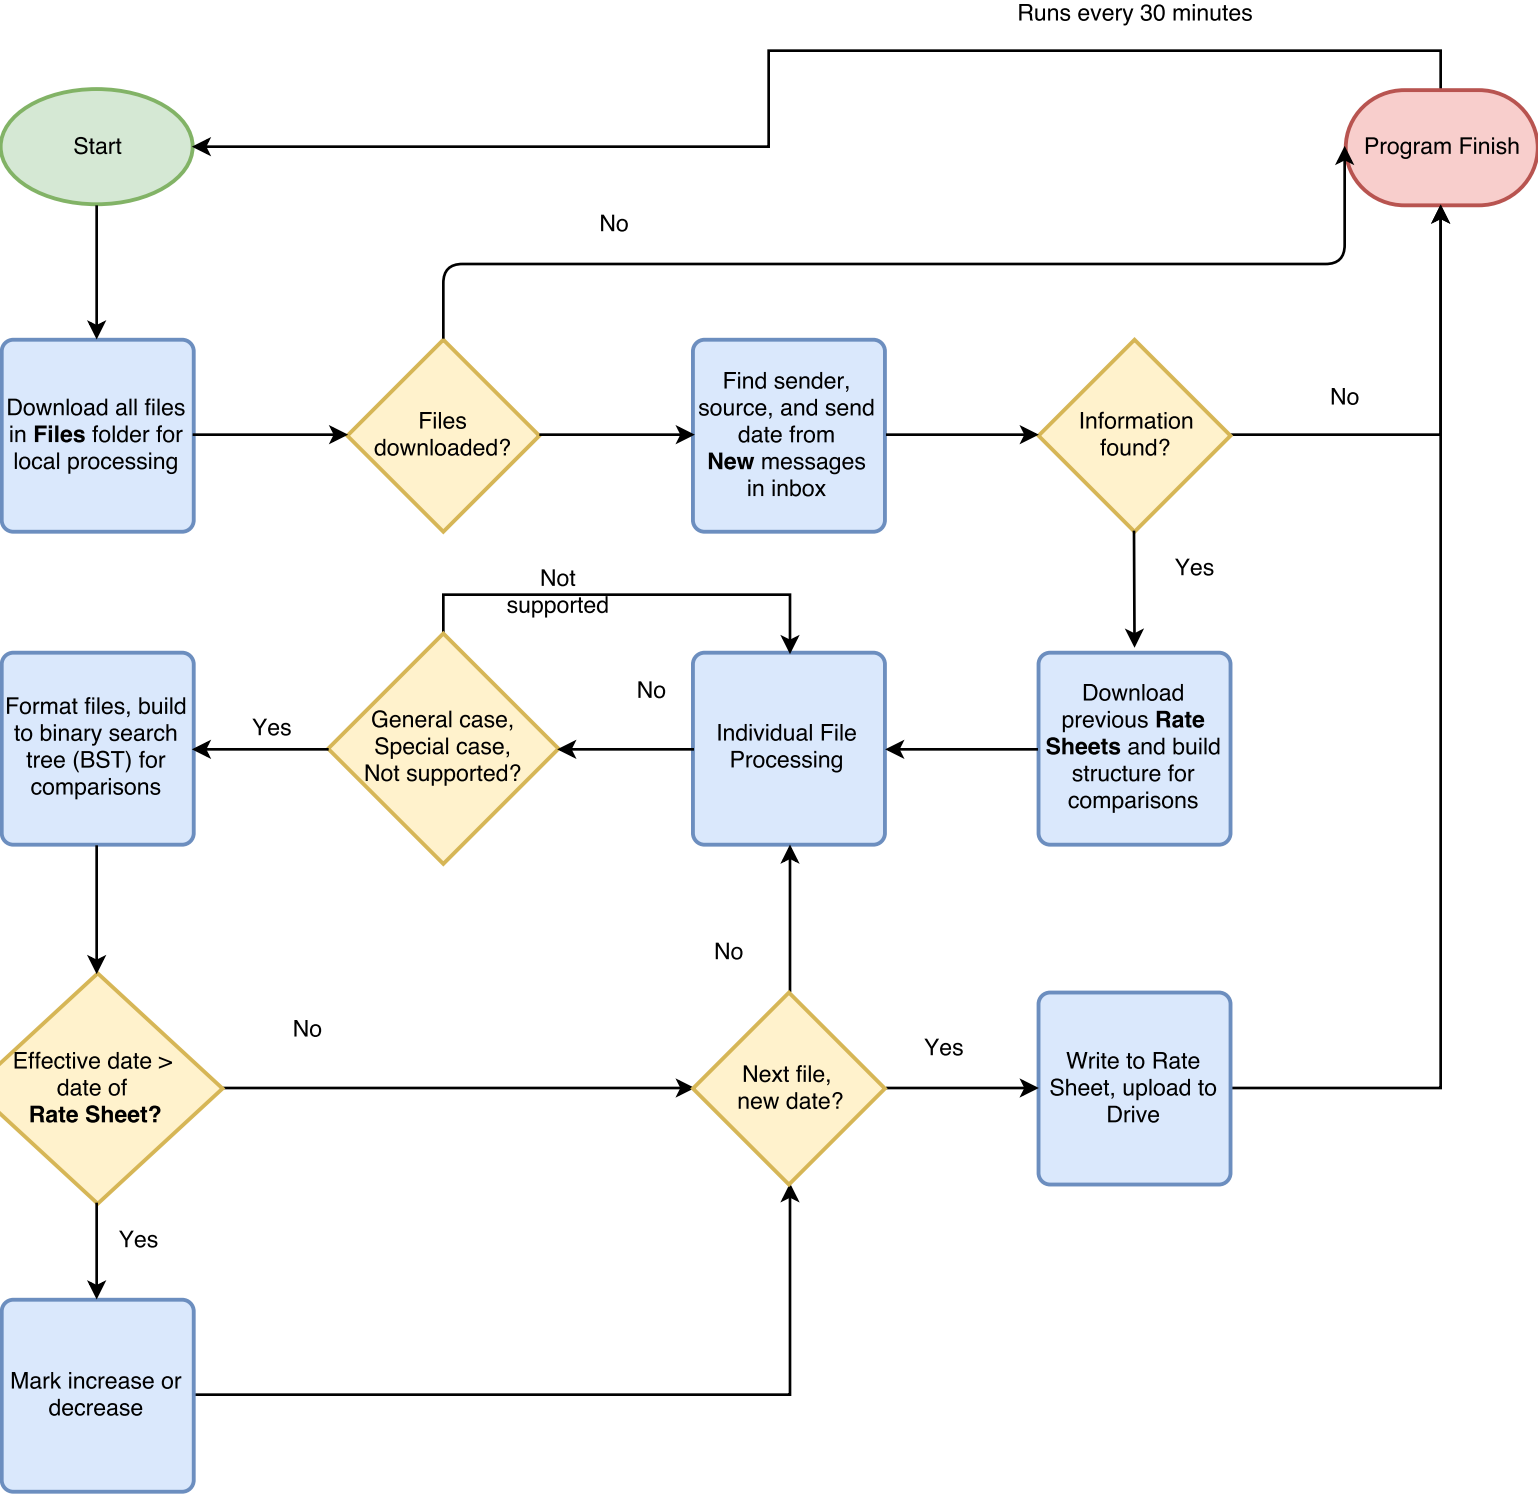 Runs every 30 minutes
Start
Program Finish
No
Download all files
in Files folder for
local processing
Files
downloaded?
Find sender,
source, and send
date from
New messages
in inbox
Information
found?
No
Yes
Not
supported
Format files, build
to binary search
tree (BST) for
comparisons
Yes
General case,
Special case,
Not supported?
No
Individual File
Processing
Download
previous Rate
Sheets and build
structure for
comparisons
No
Effective date >
date of
Rate Sheet?
No
Next file,
new date?
Yes
Write to Rate
Sheet, upload to
Drive
Yes
Mark increase or
decrease